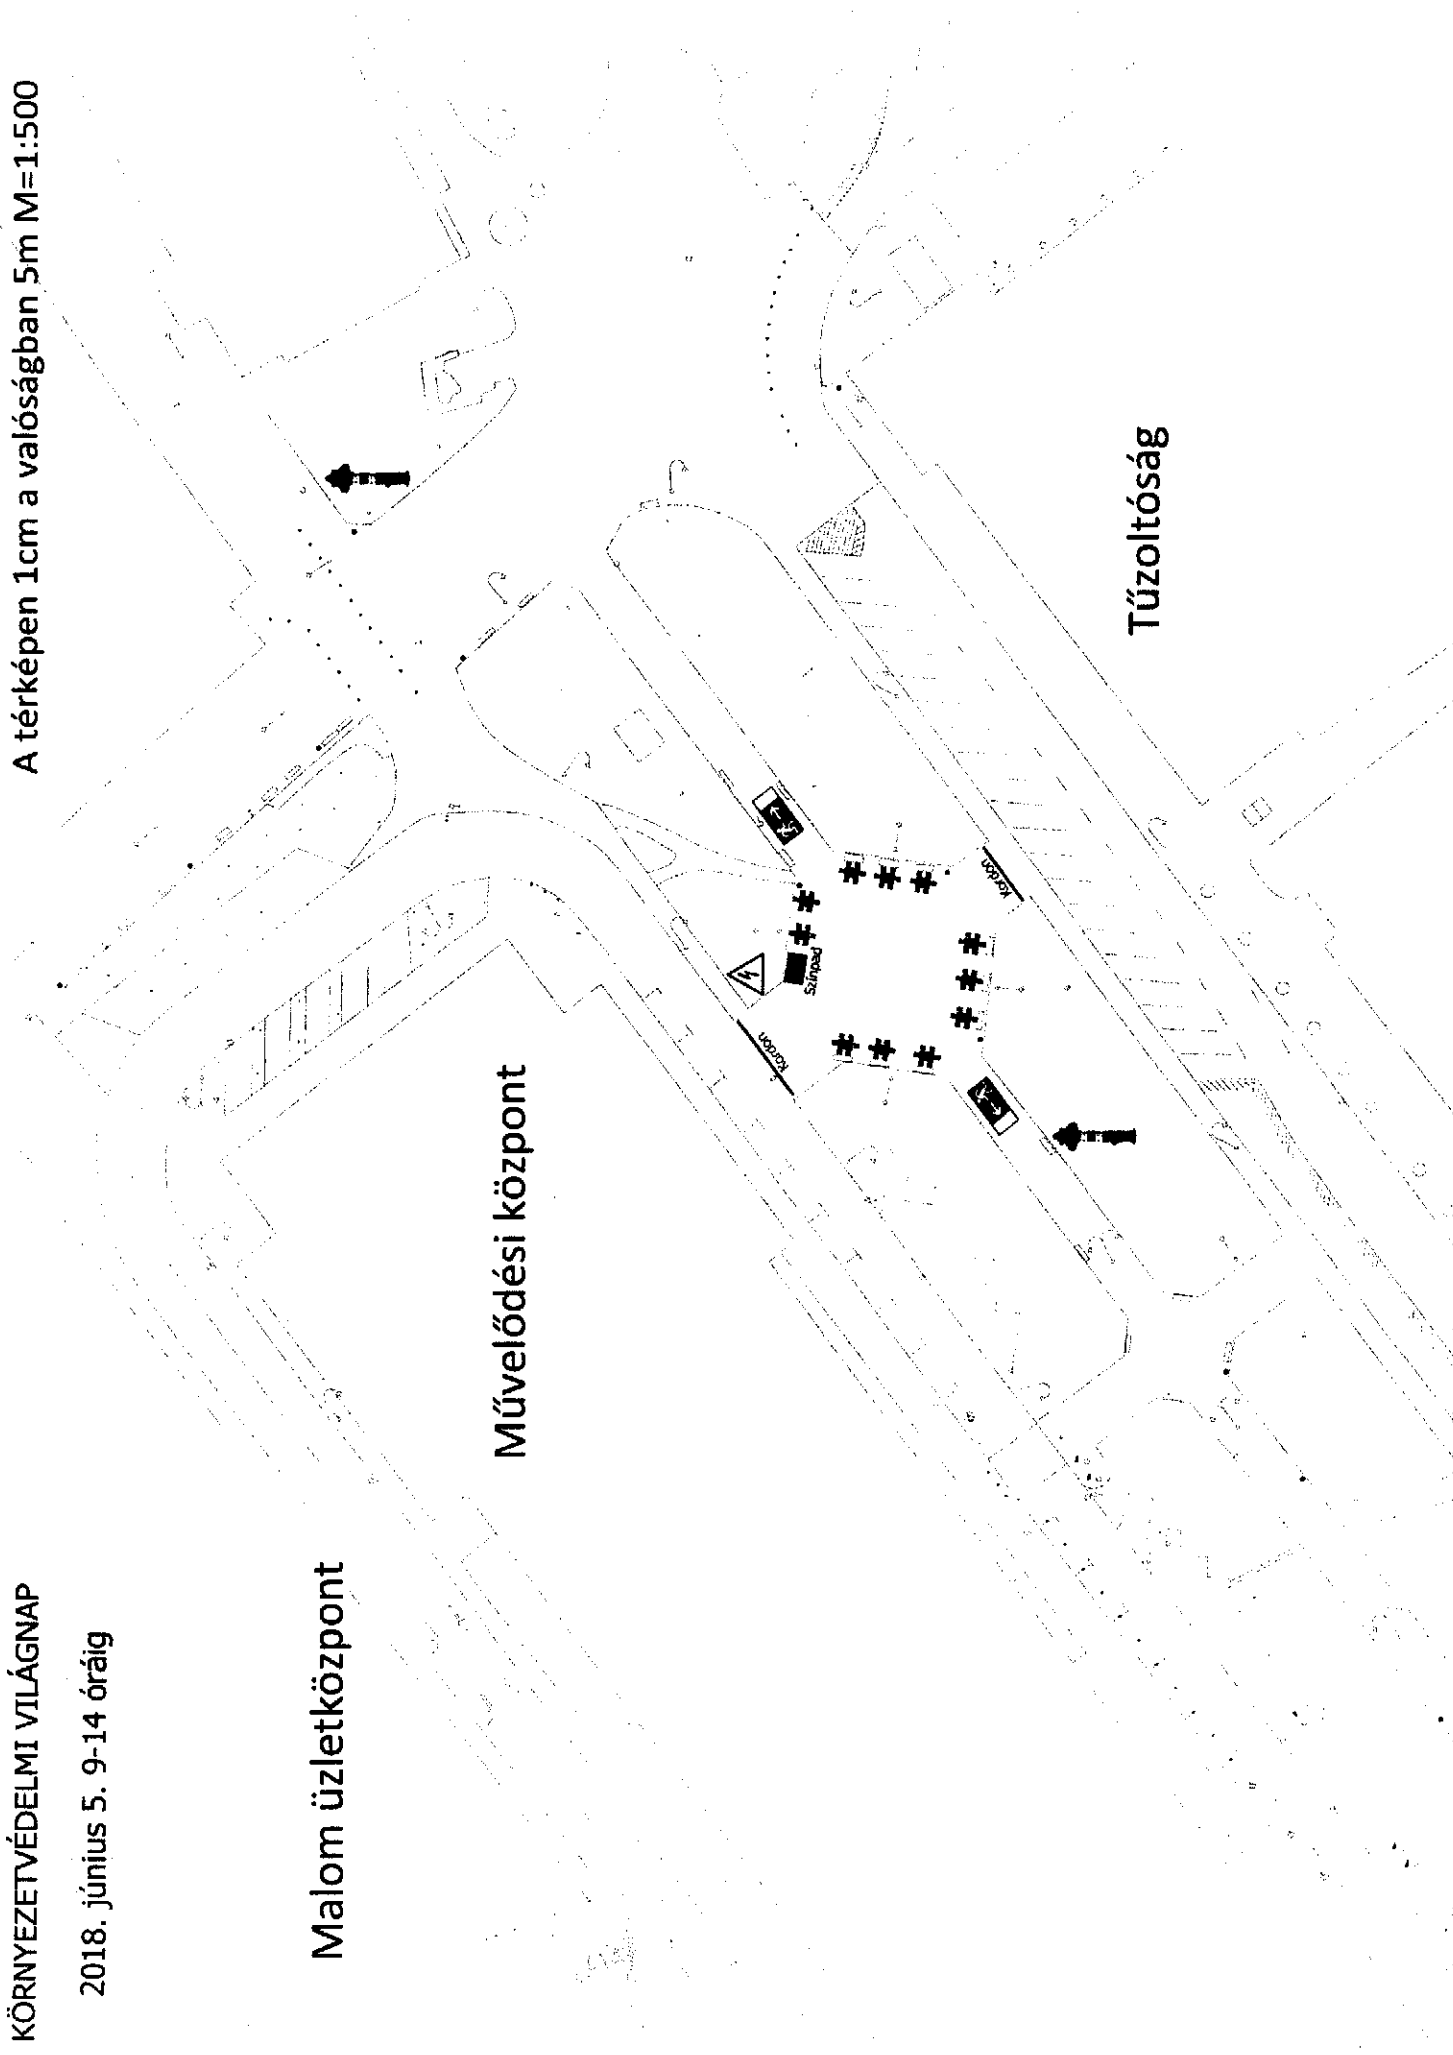 KÖRNYEZETVÉDELMI VILÁGNAP
A térképen 1cm a valóságban 5m M=1:500
2018. június 5. 9-14 óráig
Malom üzletközpont
Művelődési központ
Kordon
Színpad
Kordon
Tűzoltóság